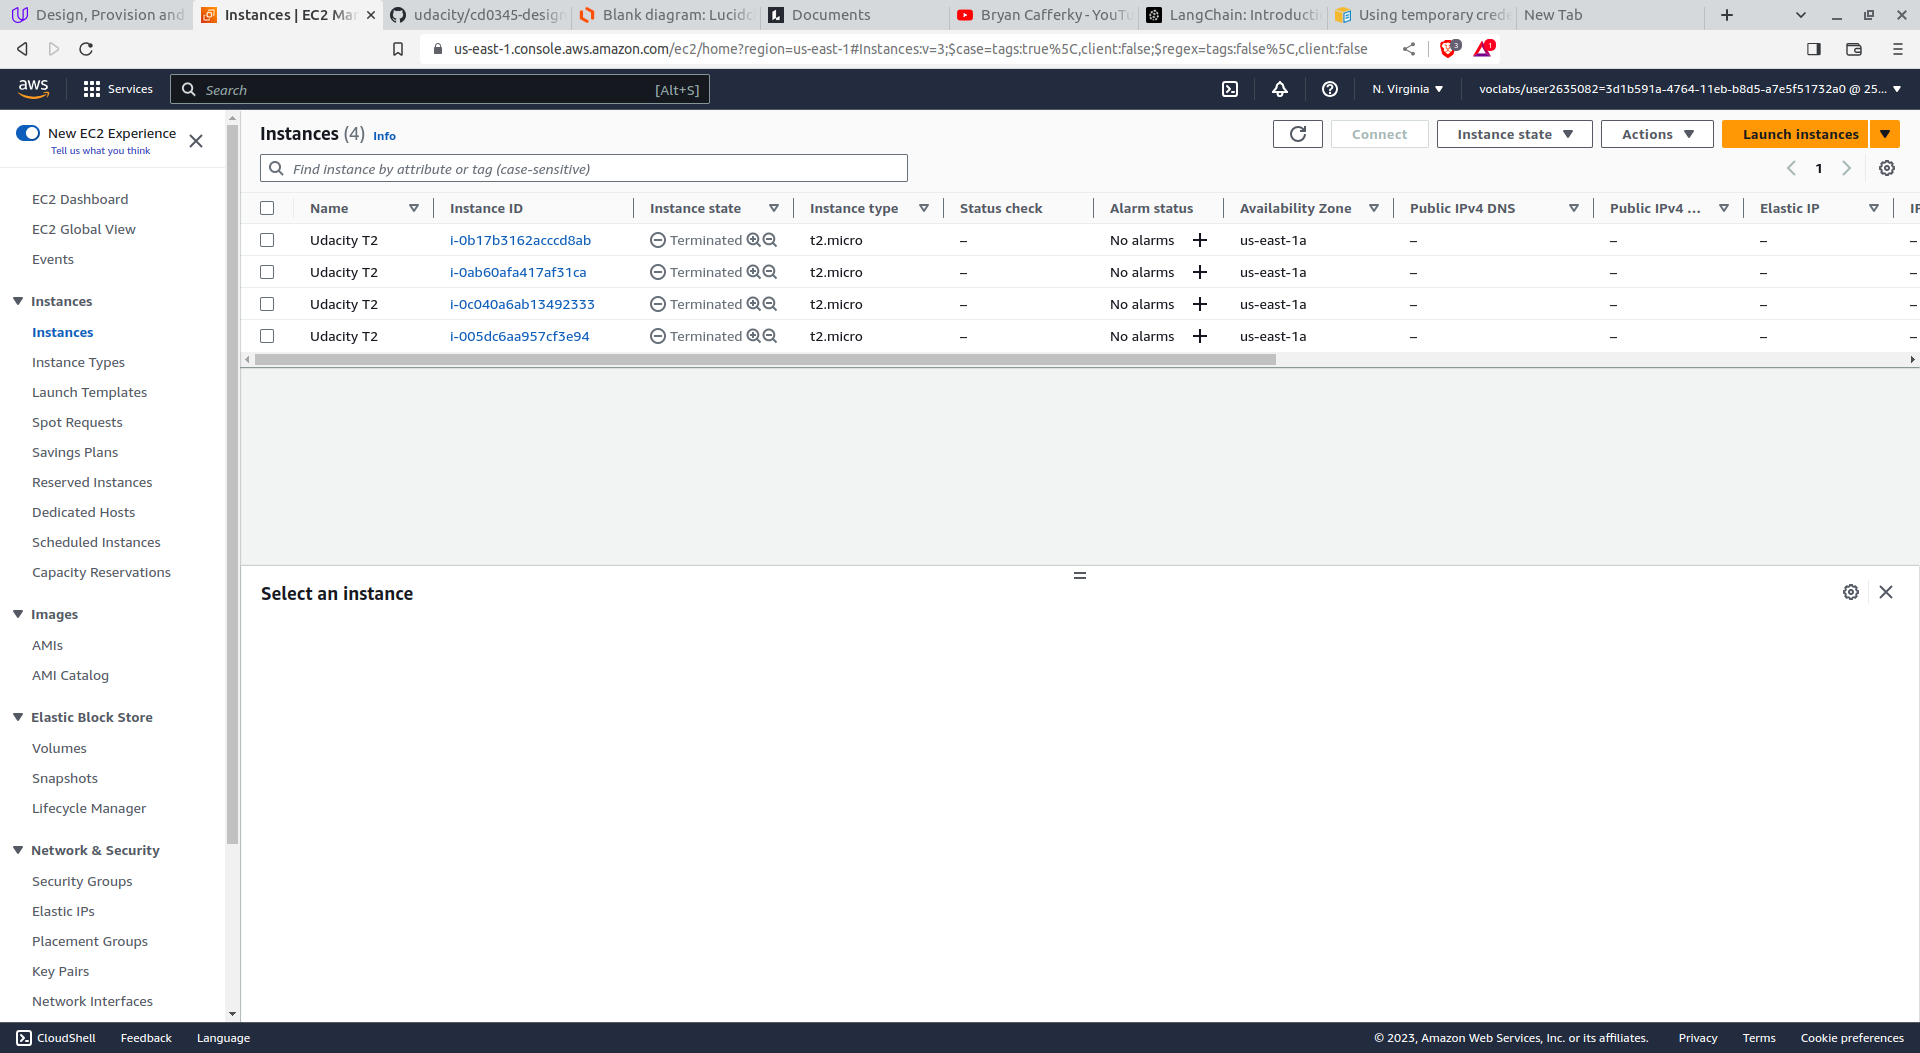 Design, Provision and
Instances | EC2 Mar
udacity/cd0345-design
Blank diagram: Lucidc
Documents
Bryan Cafferky - YouTu
LangChain: Introducti
Using temporary crede
New Tab
us-east-1.console.aws.amazon.com/ec2/home?region=us-east-1#Instances:v=3;$case=tags:true%5C,client:false;$regex=tags:false%5C,client:false
3
1
aws
Services
Search
[Alt+S]
N. Virginia
voclabs/user2635082=3d1b591a-4764-11eb-b8d5-a7e5f51732a0 @ 25...
New EC2 Experience
Tell us what you think
EC2 Dashboard
EC2 Global View
Events
Instances
Instances
Instance Types
Launch Templates
Spot Requests
Savings Plans
Reserved Instances
Dedicated Hosts
Scheduled Instances
Capacity Reservations
Images
AMIs
AMI Catalog
Elastic Block Store
Volumes
Snapshots
Lifecycle Manager
Network & Security
Security Groups
Elastic IPs
Placement Groups
Key Pairs
Network Interfaces
Instances (4) Info
Connect
Instance state
Actions
Launch instances
Find instance by attribute or tag (case-sensitive)
1
Name Instance ID Instance state Instance type Status check Alarm status Availability Zone Public IPv4 DNS Public IPv4 ... Elastic IP IP
Udacity T2 i-0b17b3162acccd8ab Terminated t2.micro – No alarms + us-east-1a – – – –
Udacity T2 i-0ab60afa417af31ca Terminated t2.micro – No alarms + us-east-1a – – – –
Udacity T2 i-0c040a6ab13492333 Terminated t2.micro – No alarms + us-east-1a – – – –
Udacity T2 i-005dc6aa957cf3e94 Terminated t2.micro – No alarms + us-east-1a – – – –
Select an instance
CloudShell
Feedback
Language
© 2023, Amazon Web Services, Inc. or its affiliates.
Privacy
Terms
Cookie preferences